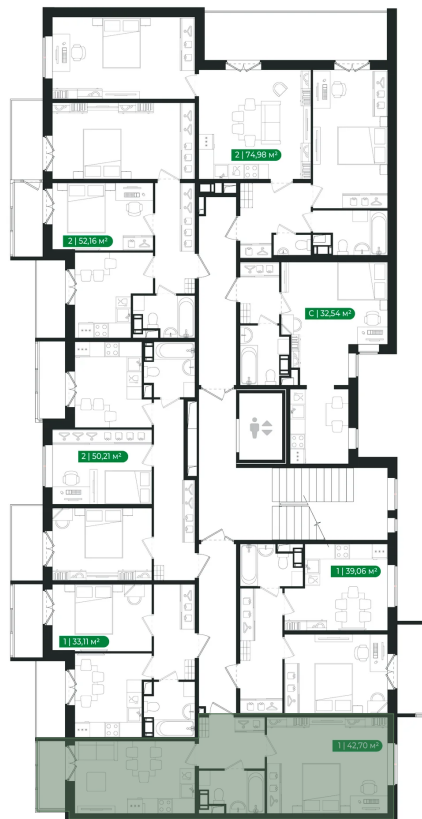 2 | 74,98 м²
2 | 52,16 м²
С | 32,54 м²
2 | 50,21 м²
1 | 39,06 м²
1 | 33,11 м²
1 | 42,70 м²